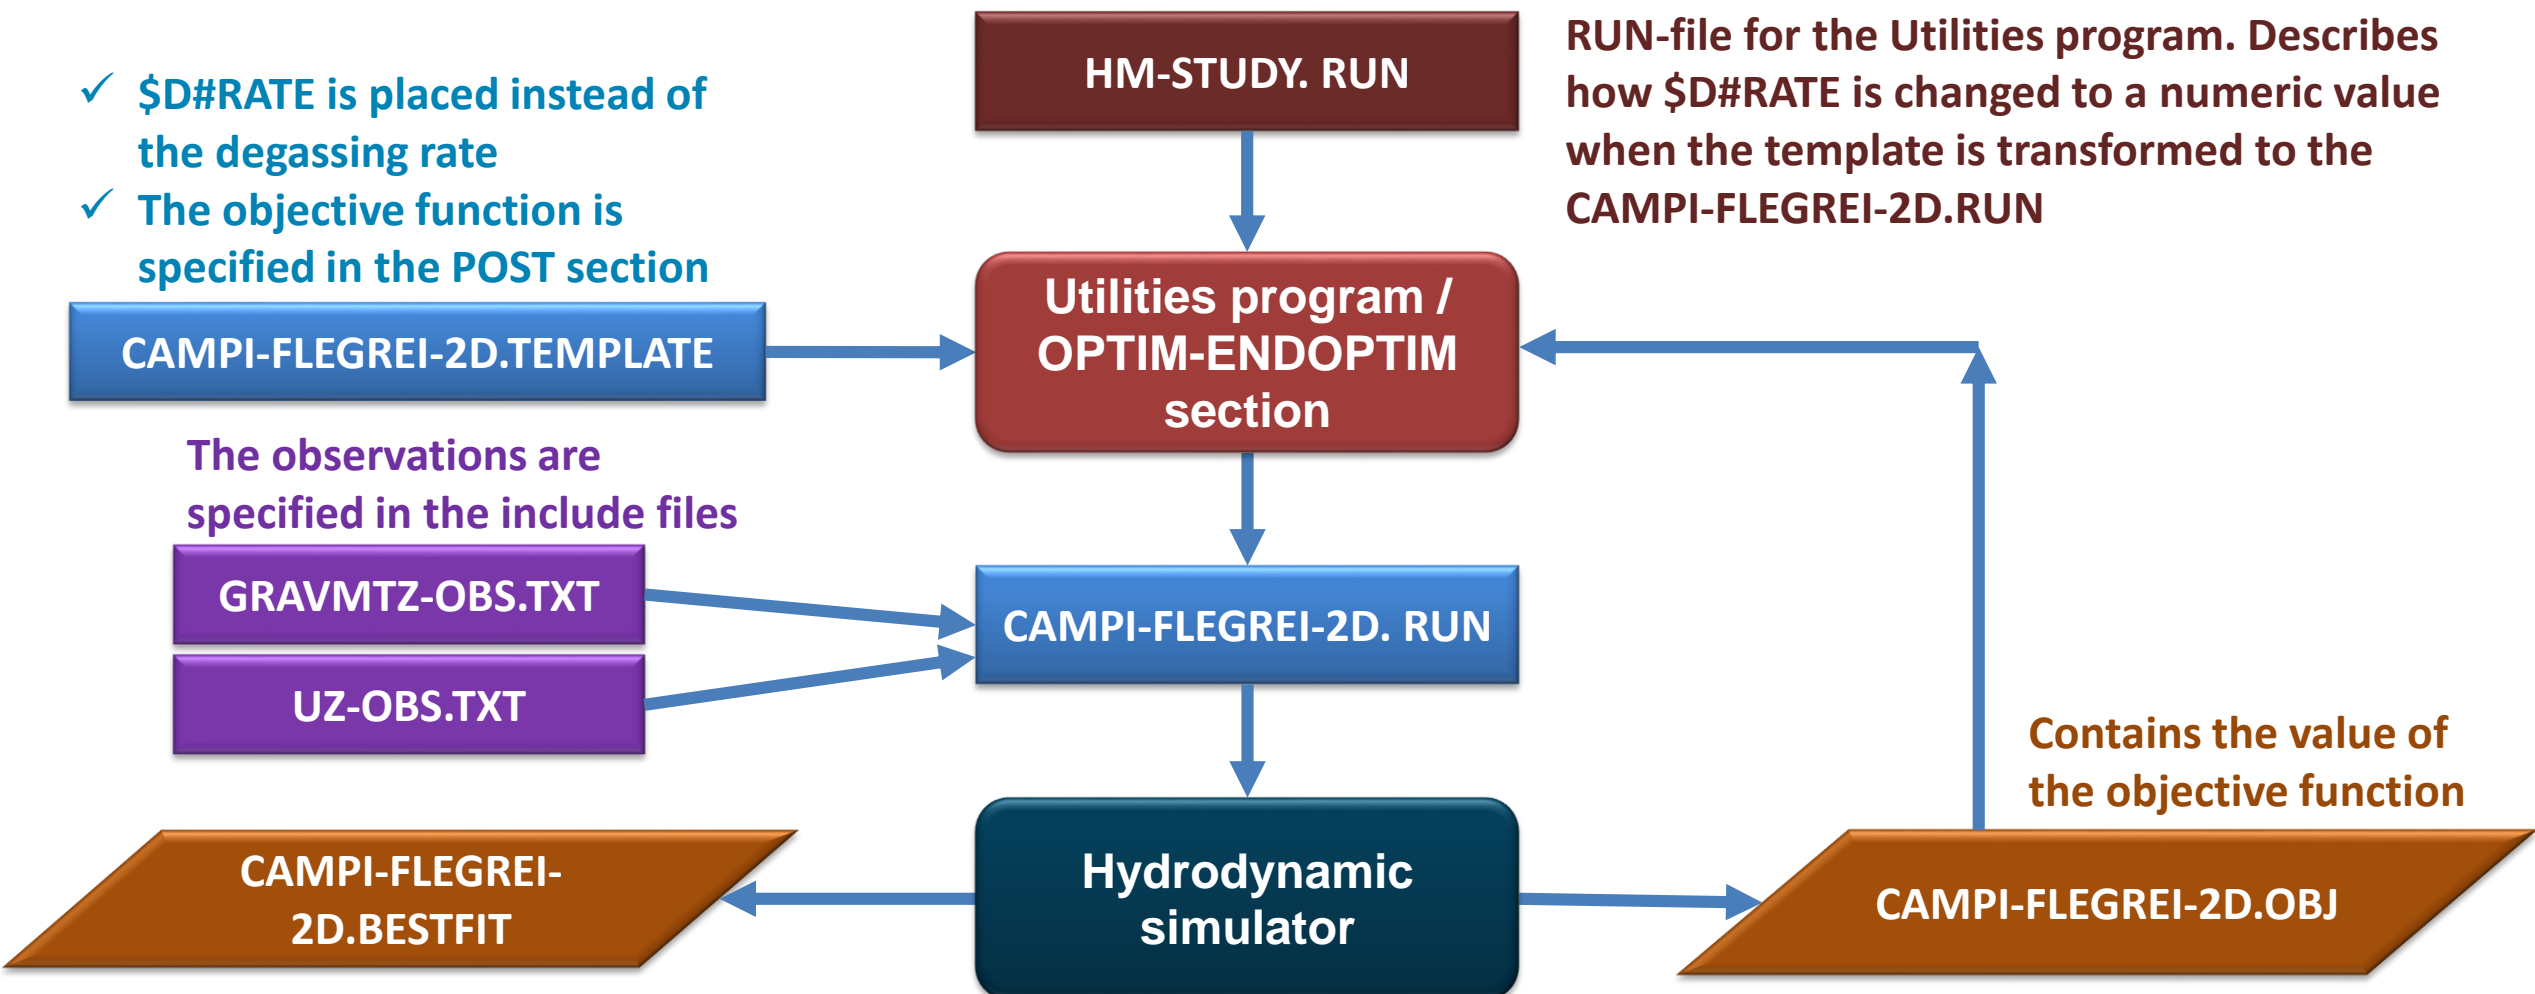 HM-STUDY. RUN
RUN-file for the Utilities program. Describes
how $D#RATE is changed to a numeric value
when the template is transformed to the
CAMPI-FLEGREI-2D.RUN
✓ $D#RATE is placed instead of
the degassing rate
✓ The objective function is
specified in the POST section
CAMPI-FLEGREI-2D.TEMPLATE
Utilities program /
OPTIM-ENDOPTIM
section
The observations are
specified in the include files
GRAVMTZ-OBS.TXT
UZ-OBS.TXT
CAMPI-FLEGREI-2D. RUN
Contains the value of
the objective function
CAMPI-FLEGREI-
2D.BESTFIT
Hydrodynamic
simulator
CAMPI-FLEGREI-2D.OBJ